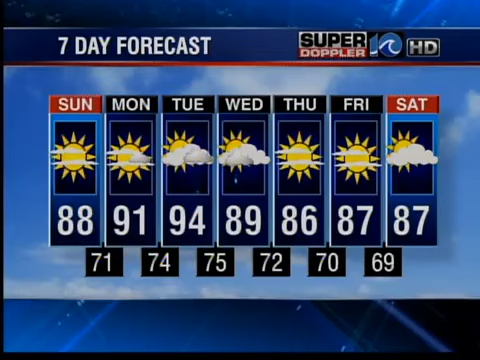 7 DAY FORECAST
SUPER DOPPLER 10 HD
SUN MON TUE WED THU FRI SAT
88 91 94 89 86 87 87
71 74 75 72 70 69